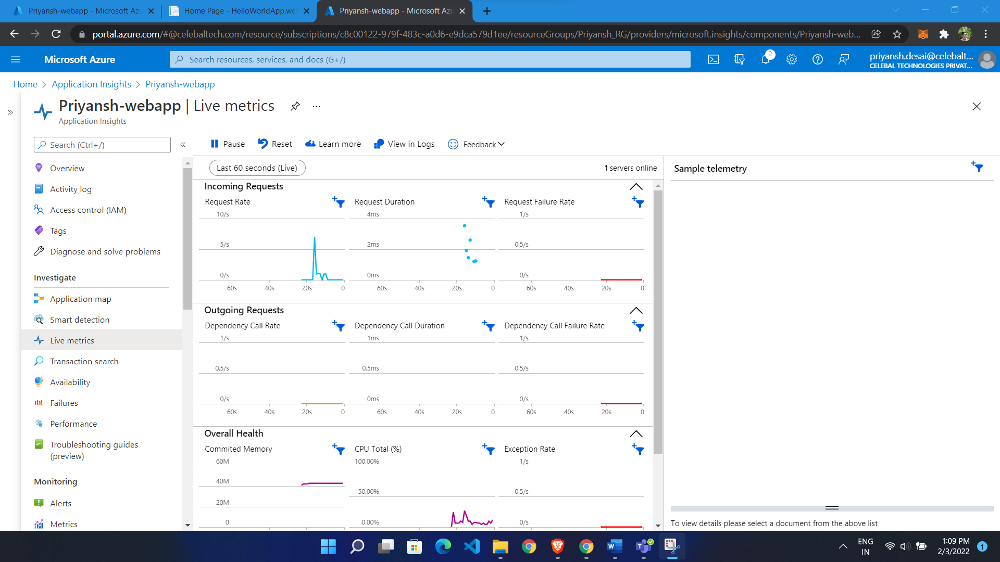 Priyansh-webapp - Microsoft Azu
Home Page - HelloWorldApp.we
Priyansh-webapp - Microsoft Azu
portal.azure.com/#@celebaltech.com/resource/subscriptions/c8c00122-979f-483c-a0d6-e9dca579d1ee/resourceGroups/Priyansh_RG/providers/microsoft.insights/components/Priyansh-web...
Microsoft Azure
Search resources, services, and docs (G+/)
2
priyansh.desai@celebalt...
CELEBAL TECHNOLOGIES PRIVAT...
Home > Application Insights > Priyansh-webapp
Priyansh-webapp | Live metrics
Application Insights
Search (Ctrl+/)
Overview
Activity log
Access control (IAM)
Tags
Diagnose and solve problems
Investigate
Application map
Smart detection
Live metrics
Transaction search
Availability
Failures
Performance
Troubleshooting guides
(preview)
Monitoring
Alerts
Metrics
Pause Reset Learn more View in Logs Feedback
Last 60 seconds (Live)
1 servers online
Incoming Requests
Request Rate
10/s
5/s
0/s
60s 40s 20s 0
Request Duration
4ms
2ms
0ms
60s 40s 20s 0
Request Failure Rate
1/s
0.5/s
0/s
60s 40s 20s 0
Outgoing Requests
Dependency Call Rate
1/s
0.5/s
0/s
60s 40s 20s 0
Dependency Call Duration
1ms
0.5ms
0ms
60s 40s 20s 0
Dependency Call Failure Rate
1/s
0.5/s
0/s
60s 40s 20s 0
Overall Health
Commited Memory
60M
40M
20M
0
CPU Total (%)
100.00%
50.00%
0.00%
Exception Rate
1/s
0.5/s
0/s
Sample telemetry
To view details please select a document from the above list
ENG
IN
1:09 PM
2/3/2022
1